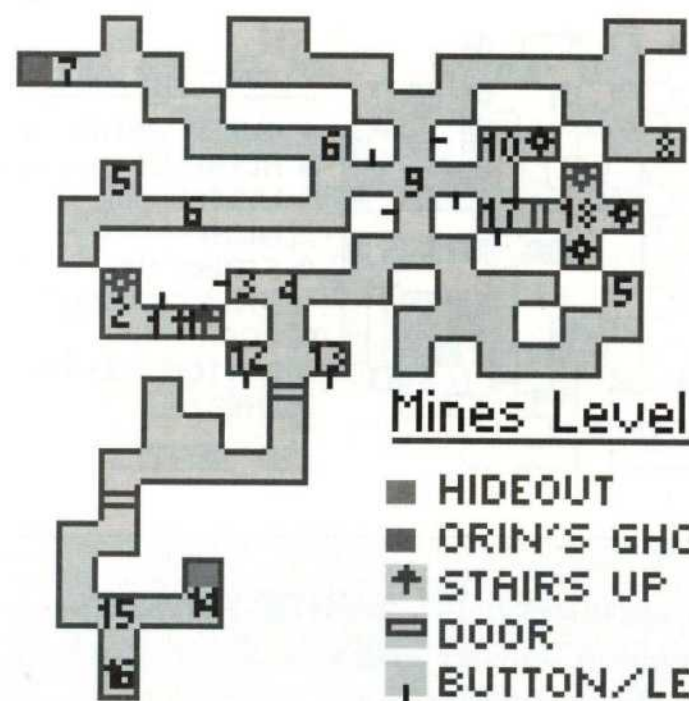 7
6 10 8
5 9
6 17 18
3 4 5
2 1 11
12 13
Mines Level
HIDEOUT
ORIN'S GHO
STAIRS UP
DOOR
15 14
16
BUTTON/LE